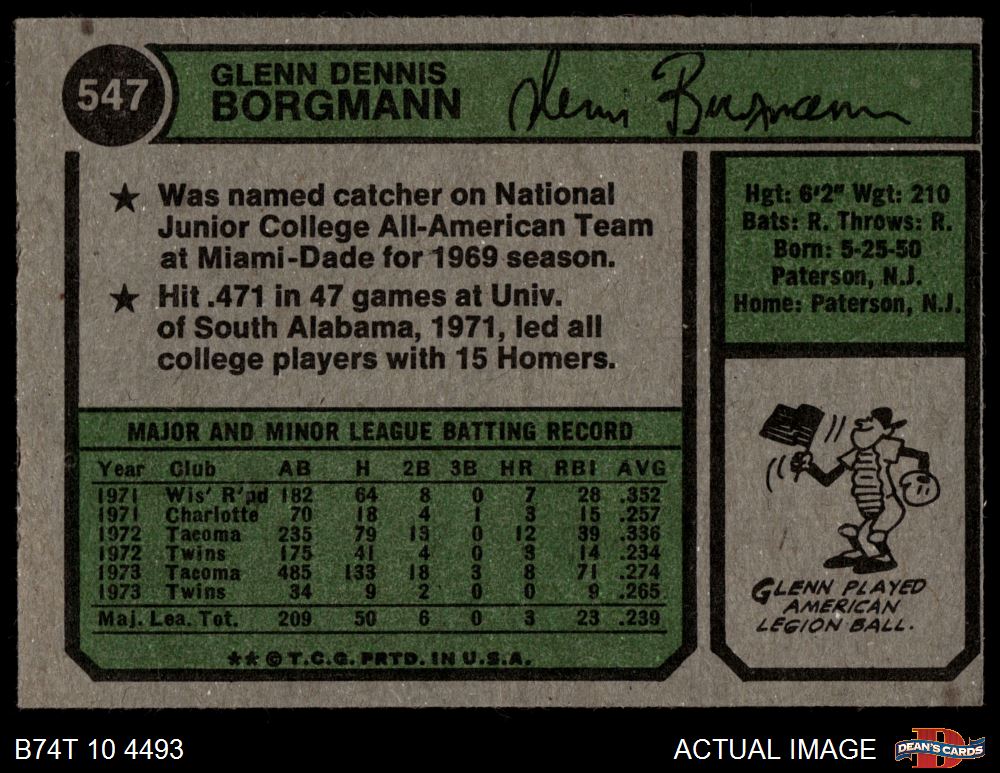 547
GLENN DENNIS
BORGMANN
Glenn Borgmann
★ Was named catcher on National
Junior College All-American Team
at Miami-Dade for 1969 season.
★ Hit .471 in 47 games at Univ.
of South Alabama, 1971, led all
college players with 15 Homers.
Hgt: 6'2" Wgt: 210
Bats: R. Throws: R.
Born: 5-25-50
Paterson, N.J.
Home: Paterson, N.J.
MAJOR AND MINOR LEAGUE BATTING RECORD
Year Club AB H 2B 3B HR RBI AVG
1971 Wis' R'pd 182 64 8 0 7 28 .352
1971 Charlotte 70 18 4 1 3 15 .257
1972 Tacoma 235 79 13 0 12 39 .336
1972 Twins 175 41 4 0 3 14 .234
1973 Tacoma 485 133 18 3 8 71 .274
1973 Twins 34 9 2 0 0 9 .265
Maj. Lea. Tot. 209 50 6 0 3 23 .239
** © T.C.G. PRTD. IN U.S.A.
GLENN PLAYED
AMERICAN
LEGION BALL.
B74T 10 4493
ACTUAL IMAGE
D
DEAN'S CARDS